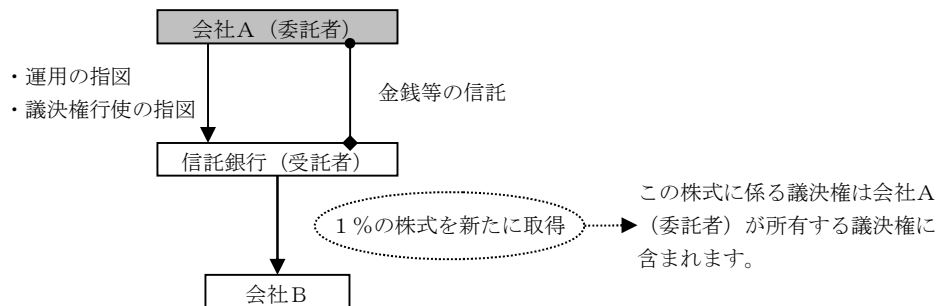 会社A（委託者）
・運用の指図
・議決権行使の指図
金銭等の信託
信託銀行（受託者）
１％の株式を新たに取得
この株式に係る議決権は会社A
（委託者）が所有する議決権に
含まれます。
会社B